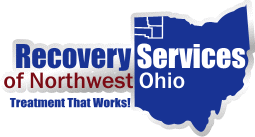 Recovery Services
of Northwest Ohio
Treatment That Works!